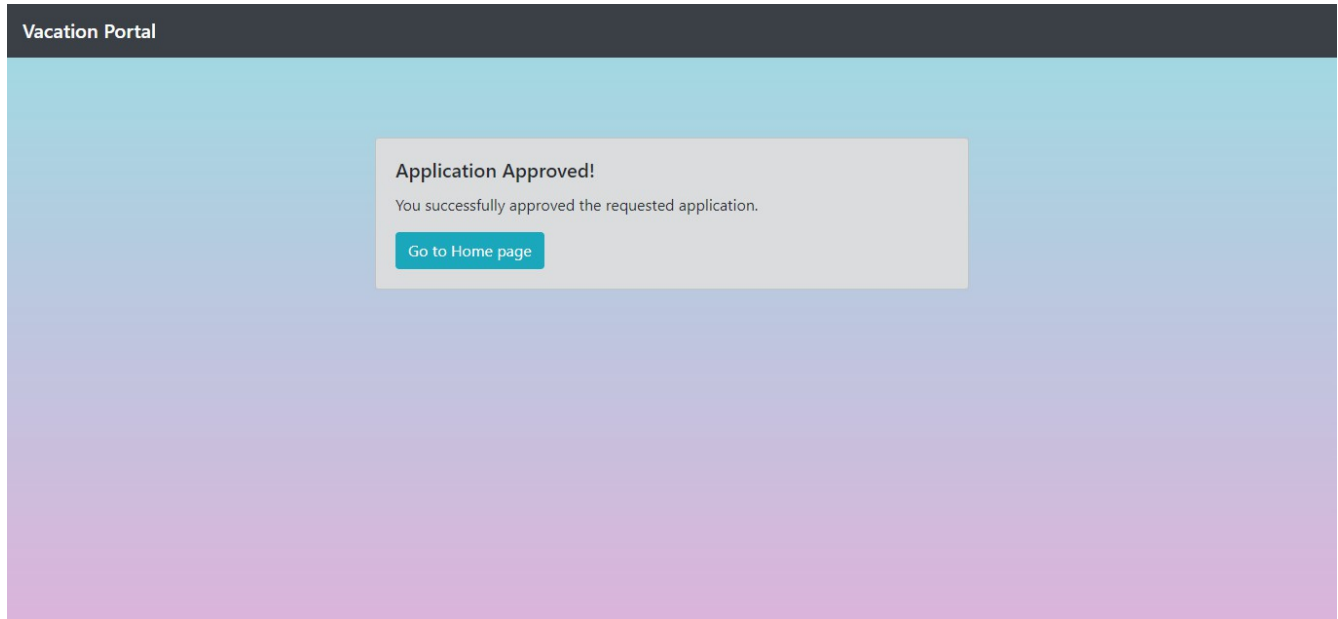 Vacation Portal
Application Approved!
You successfully approved the requested application.
Go to Home page